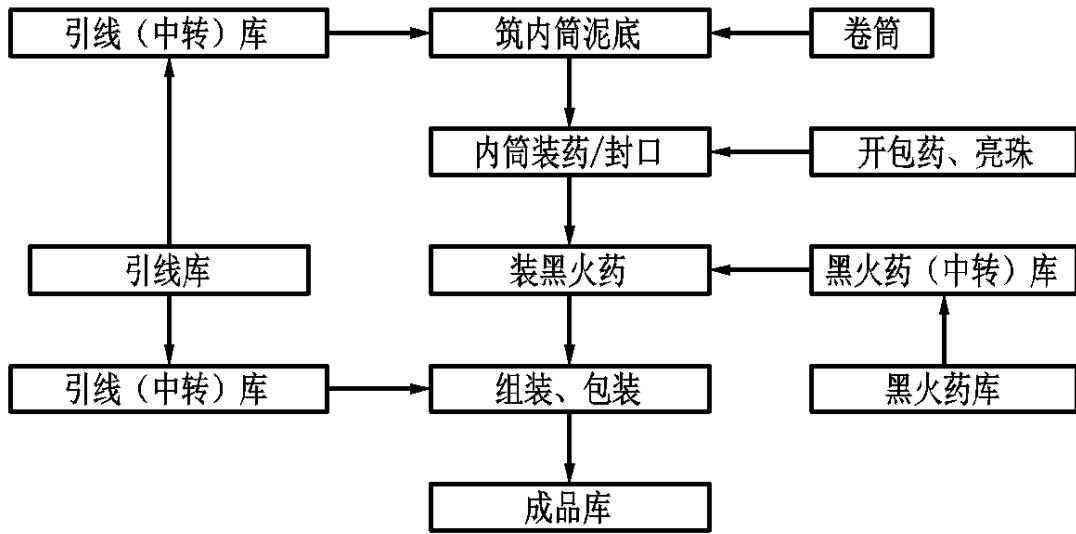 引线（中转）库
筑内筒泥底
卷筒
内筒装药/封口
开包药、亮珠
引线库
装黑火药
黑火药（中转）库
引线（中转）库
组装、包装
黑火药库
成品库